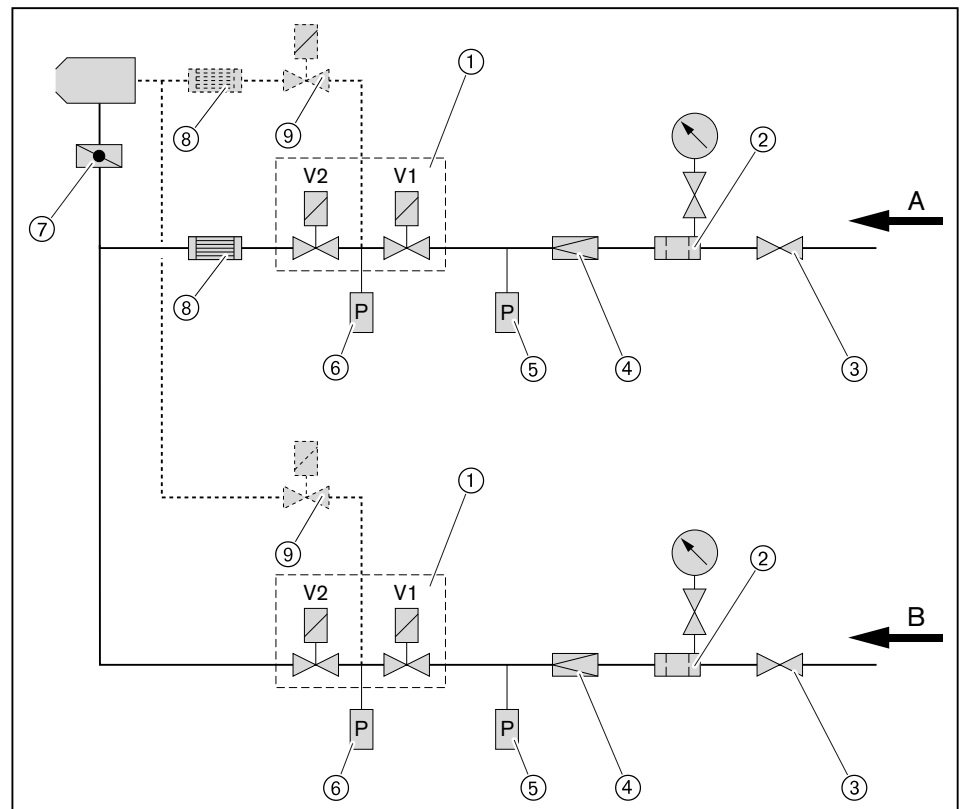 ①
⑧
⑨
②
V2
V1
A
⑦
⑧
P
P
⑥
⑤
④
③
①
⑨
②
V2
V1
B
P
P
⑥
⑤
④
③